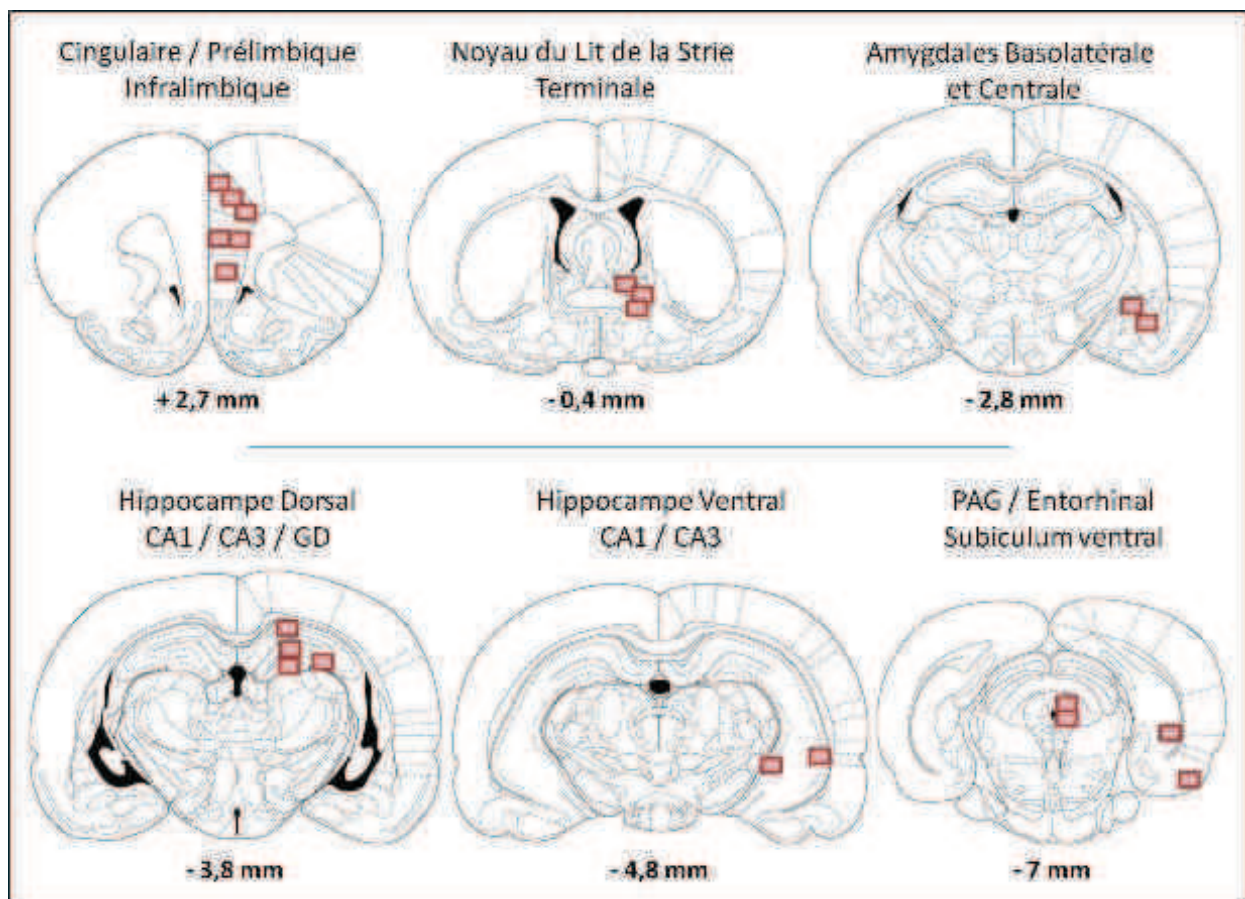 Cingulaire / Prélimbique
Infralimbique
Noyau du Lit de la Strie
Terminale
Amygdales Basolatérale
et Centrale
+ 2,7 mm
- 0,4 mm
- 2,8 mm
Hippocampe Dorsal
CA1 / CA3 / GD
Hippocampe Ventral
CA1 / CA3
PAG / Entorhinal
Subiculum ventral
- 3,8 mm
- 4,8 mm
- 7 mm